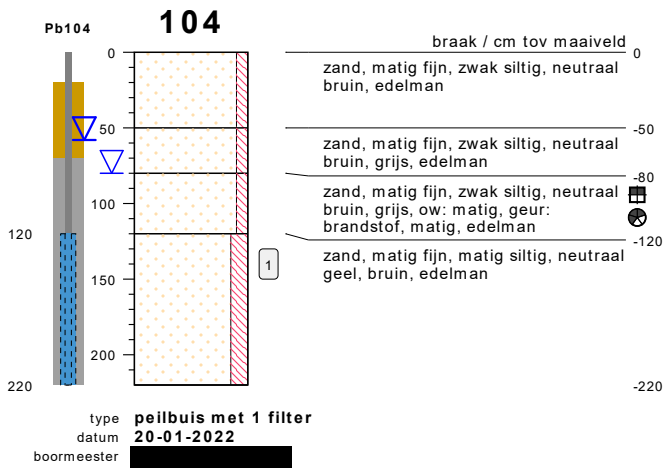 Pb104
104
braak / cm tov maaiveld
0
0
zand, matig fijn, zwak siltig, neutraal
bruin, edelman
50
-50
zand, matig fijn, zwak siltig, neutraal
bruin, grijs, edelman
-80
zand, matig fijn, zwak siltig, neutraal
bruin, grijs, ow: matig, geur:
brandstof, matig, edelman
100
120
-120
zand, matig fijn, matig siltig, neutraal
geel, bruin, edelman
1
150
200
220
-220
type peilbuis met 1 filter
datum 20-01-2022
boormeester